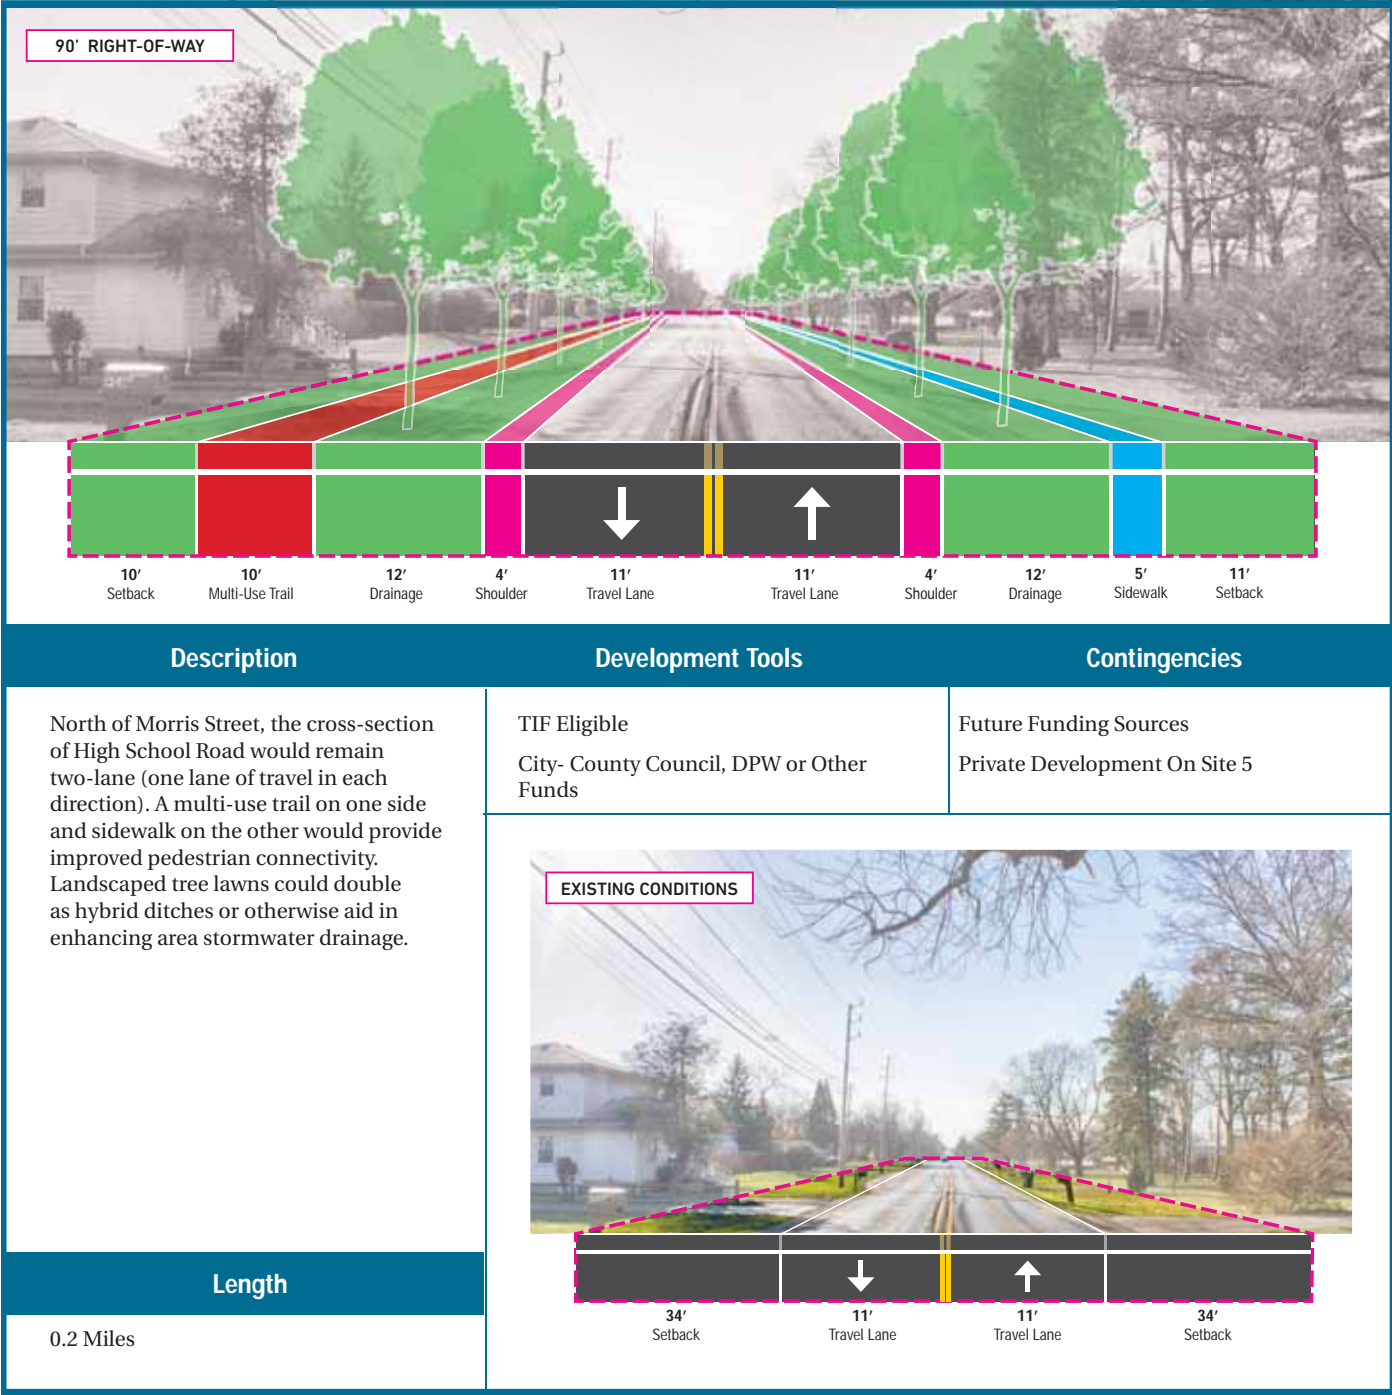 90' RIGHT-OF-WAY
10' 10' 12' 4' 11' 11' 4' 12' 5' 11'
Setback Multi-Use Trail Drainage Shoulder Travel Lane Travel Lane Shoulder Drainage Sidewalk Setback
Description
North of Morris Street, the cross-section
of High School Road would remain
two-lane (one lane of travel in each
direction). A multi-use trail on one side
and sidewalk on the other would provide
improved pedestrian connectivity.
Landscaped tree lawns could double
as hybrid ditches or otherwise aid in
enhancing area stormwater drainage.
Length
0.2 Miles
Development Tools
TIF Eligible
City- County Council, DPW or Other
Funds
Contingencies
Future Funding Sources
Private Development On Site 5
EXISTING CONDITIONS
34' 11' 11' 34'
Setback Travel Lane Travel Lane Setback